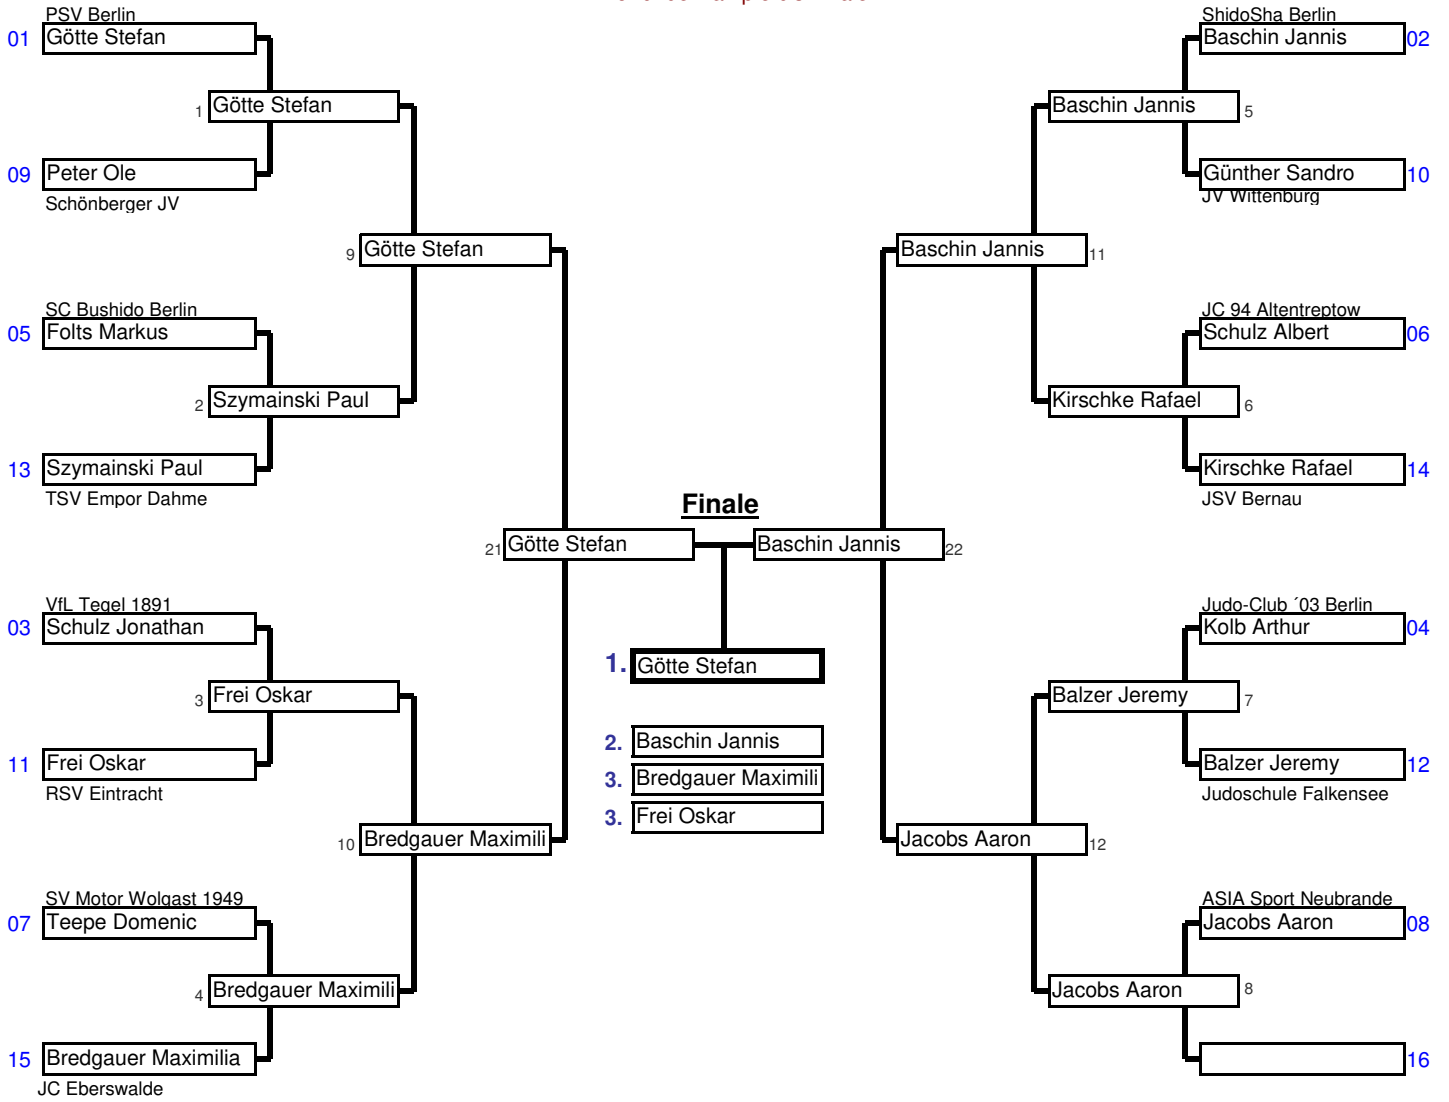 PSV Berlin
01 Götte Stefan
1 Götte Stefan
09 Peter Ole
Schönberger JV
9 Götte Stefan
SC Bushido Berlin
05 Folts Markus
2 Szymainski Paul
13 Szymainski Paul
TSV Empor Dahme
21 Götte Stefan
VfL Tegel 1891
03 Schulz Jonathan
3 Frei Oskar
11 Frei Oskar
RSV Eintracht
10 Bredgauer Maximili
SV Motor Wolgast 1949
07 Teepe Domenic
4 Bredgauer Maximili
15 Bredgauer Maximilia
JC Eberswalde
Finale
1. Götte Stefan
2. Baschin Jannis
3. Bredgauer Maximili
3. Frei Oskar
ShidoSha Berlin
Baschin Jannis 02
Baschin Jannis 5
Günther Sandro 10
JV Wittenburg
Baschin Jannis 11
JC 94 Altentreptow
Schulz Albert 06
Kirschke Rafael 6
Kirschke Rafael 14
JSV Bernau
Baschin Jannis 22
Judo-Club ´03 Berlin
Kolb Arthur 04
Balzer Jeremy 7
Balzer Jeremy 12
Judoschule Falkensee
Jacobs Aaron 12
ASIA Sport Neubrande
Jacobs Aaron 08
Jacobs Aaron 8
16